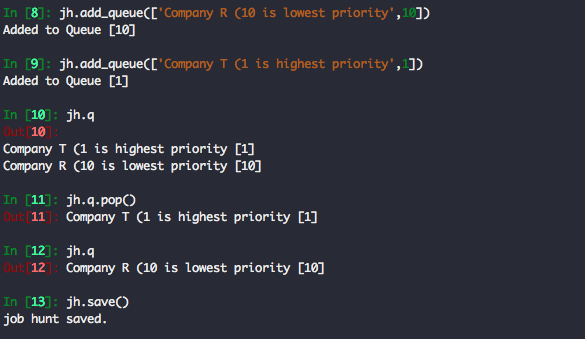 In [8]: jh.add_queue(['Company R (10 is lowest priority',10])
Added to Queue [10]
In [9]: jh.add_queue(['Company T (1 is highest priority',1])
Added to Queue [1]
In [10]: jh.q
Out[10]:
Company T (1 is highest priority [1]
Company R (10 is lowest priority [10]
In [11]: jh.q.pop()
Out[11]: Company T (1 is highest priority [1]
In [12]: jh.q
Out[12]: Company R (10 is lowest priority [10]
In [13]: jh.save()
job hunt saved.